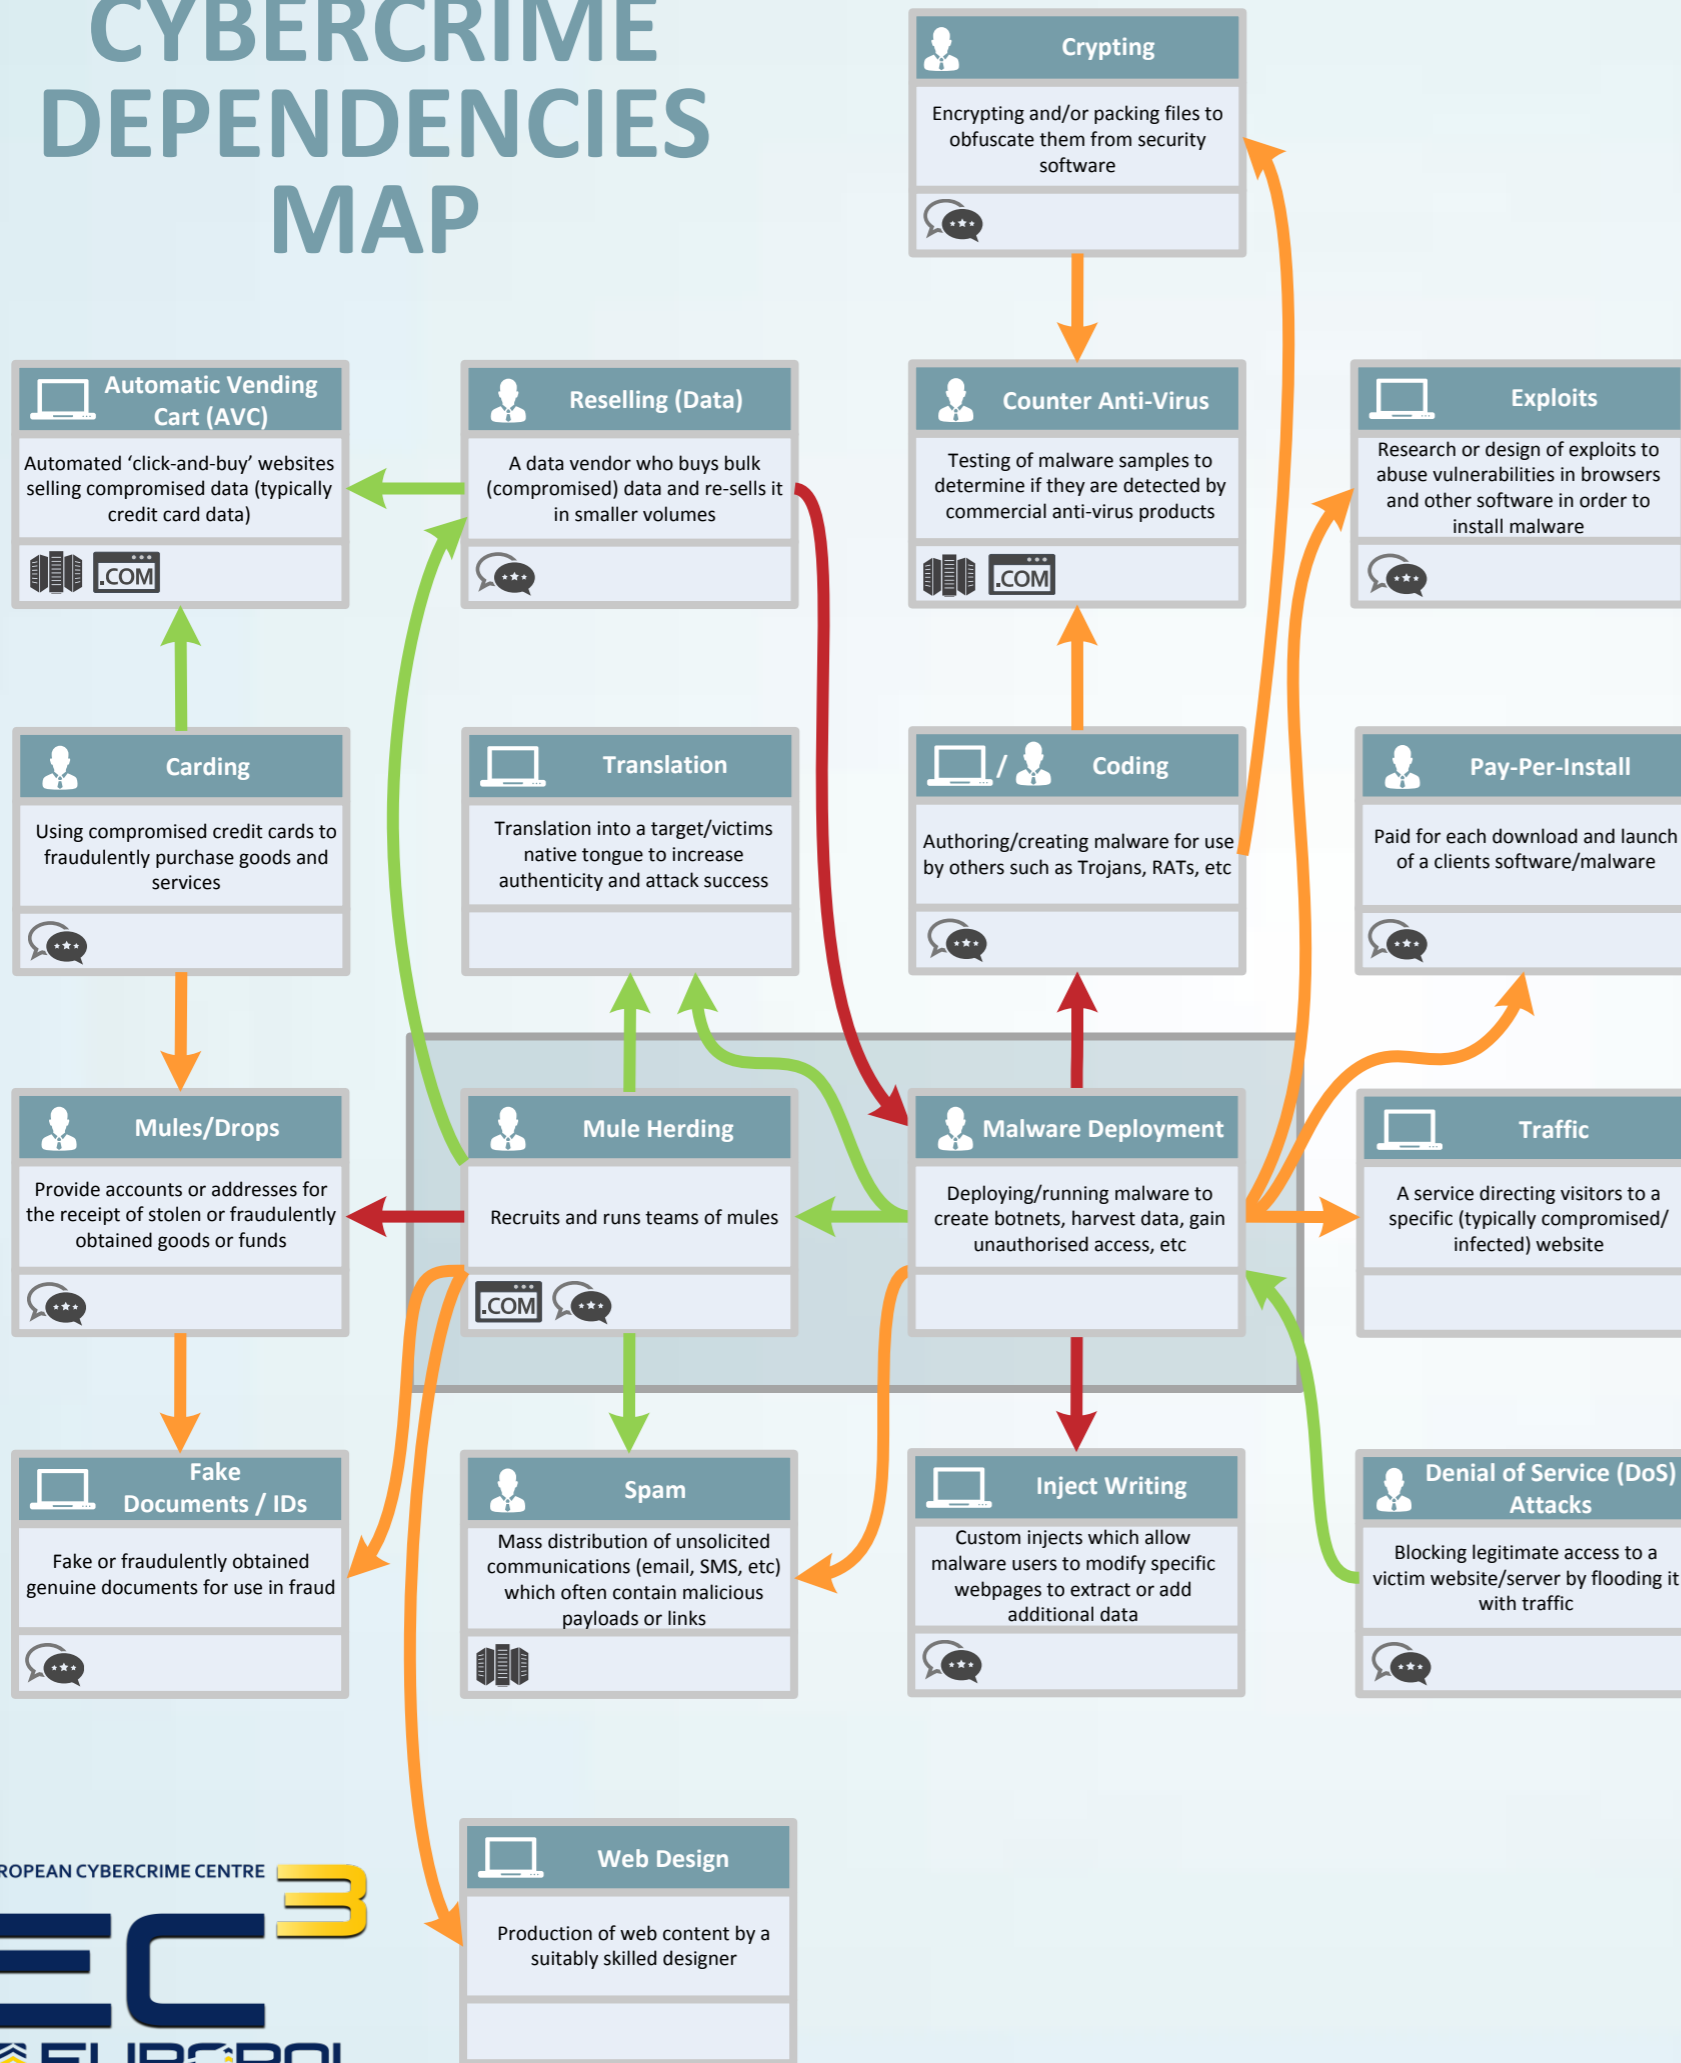 CYBERCRIME
DEPENDENCIES
MAP
Crypting
Encrypting and/or packing files to
obfuscate them from security
software
Automatic Vending
Cart (AVC)
Automated ‘click-and-buy’ websites
selling compromised data (typically
credit card data)
.COM
Reselling (Data)
A data vendor who buys bulk
(compromised) data and re-sells it
in smaller volumes
Counter Anti-Virus
Testing of malware samples to
determine if they are detected by
commercial anti-virus products
.COM
Exploits
Research or design of exploits to
abuse vulnerabilities in browsers
and other software in order to
install malware
Carding
Using compromised credit cards to
fraudulently purchase goods and
services
Translation
Translation into a target/victims
native tongue to increase
authenticity and attack success
/
Coding
Authoring/creating malware for use
by others such as Trojans, RATs, etc
Pay-Per-Install
Paid for each download and launch
of a clients software/malware
Mules/Drops
Provide accounts or addresses for
the receipt of stolen or fraudulently
obtained goods or funds
Mule Herding
Recruits and runs teams of mules
.COM
Malware Deployment
Deploying/running malware to
create botnets, harvest data, gain
unauthorised access, etc
Traffic
A service directing visitors to a
specific (typically compromised/
infected) website
Fake
Documents / IDs
Fake or fraudulently obtained
genuine documents for use in fraud
Spam
Mass distribution of unsolicited
communications (email, SMS, etc)
which often contain malicious
payloads or links
Inject Writing
Custom injects which allow
malware users to modify specific
webpages to extract or add
additional data
Denial of Service (DoS)
Attacks
Blocking legitimate access to a
victim website/server by flooding it
with traffic
Web Design
Production of web content by a
suitably skilled designer
ROPEAN CYBERCRIME CENTRE
EC3
EUROPOL